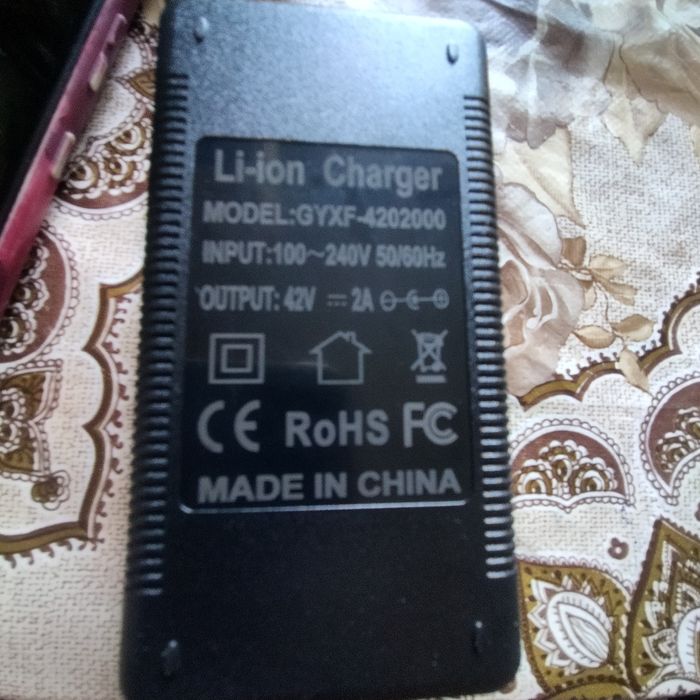 Li-ion Charger
MODEL:GYXF-4202000
INPUT:100~240V 50/60Hz
OUTPUT: 42V ⎓ 2A
CE RoHS FC
MADE IN CHINA